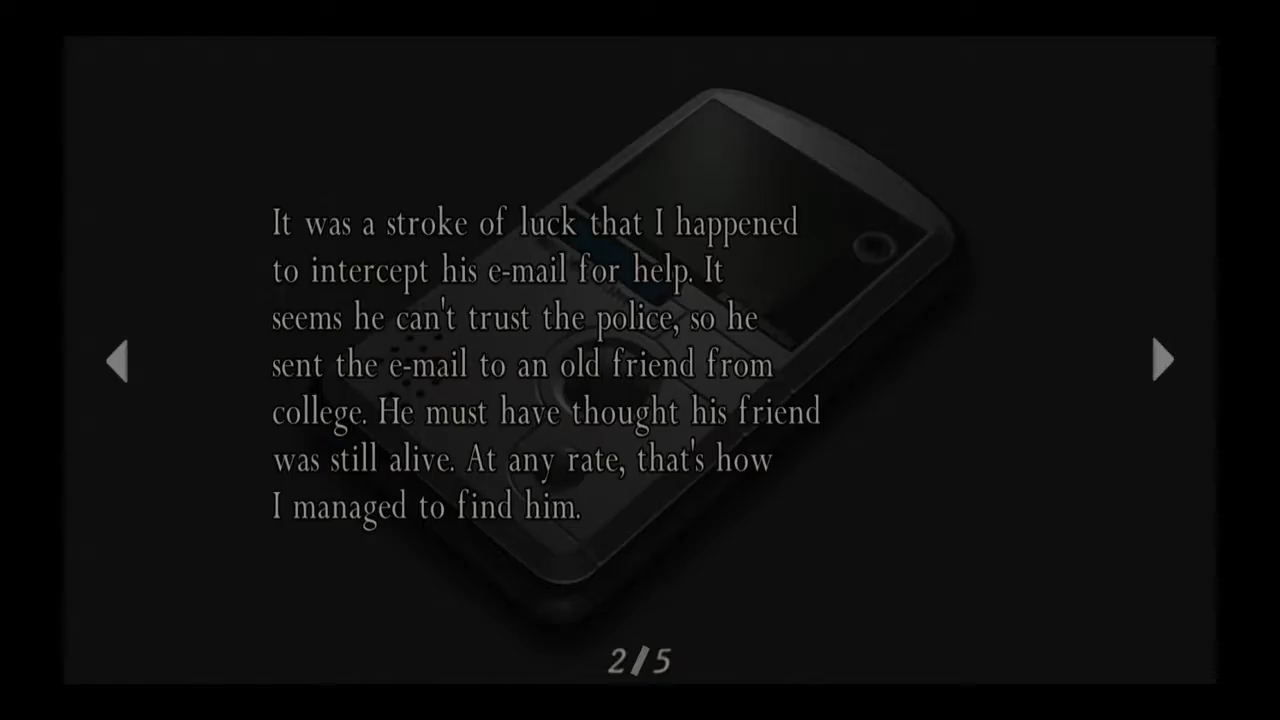 It was a stroke of luck that I happened
to intercept his e-mail for help. It
seems he can't trust the police, so he
sent the e-mail to an old friend from
college. He must have thought his friend
was still alive. At any rate, that's how
I managed to find him.
2/5